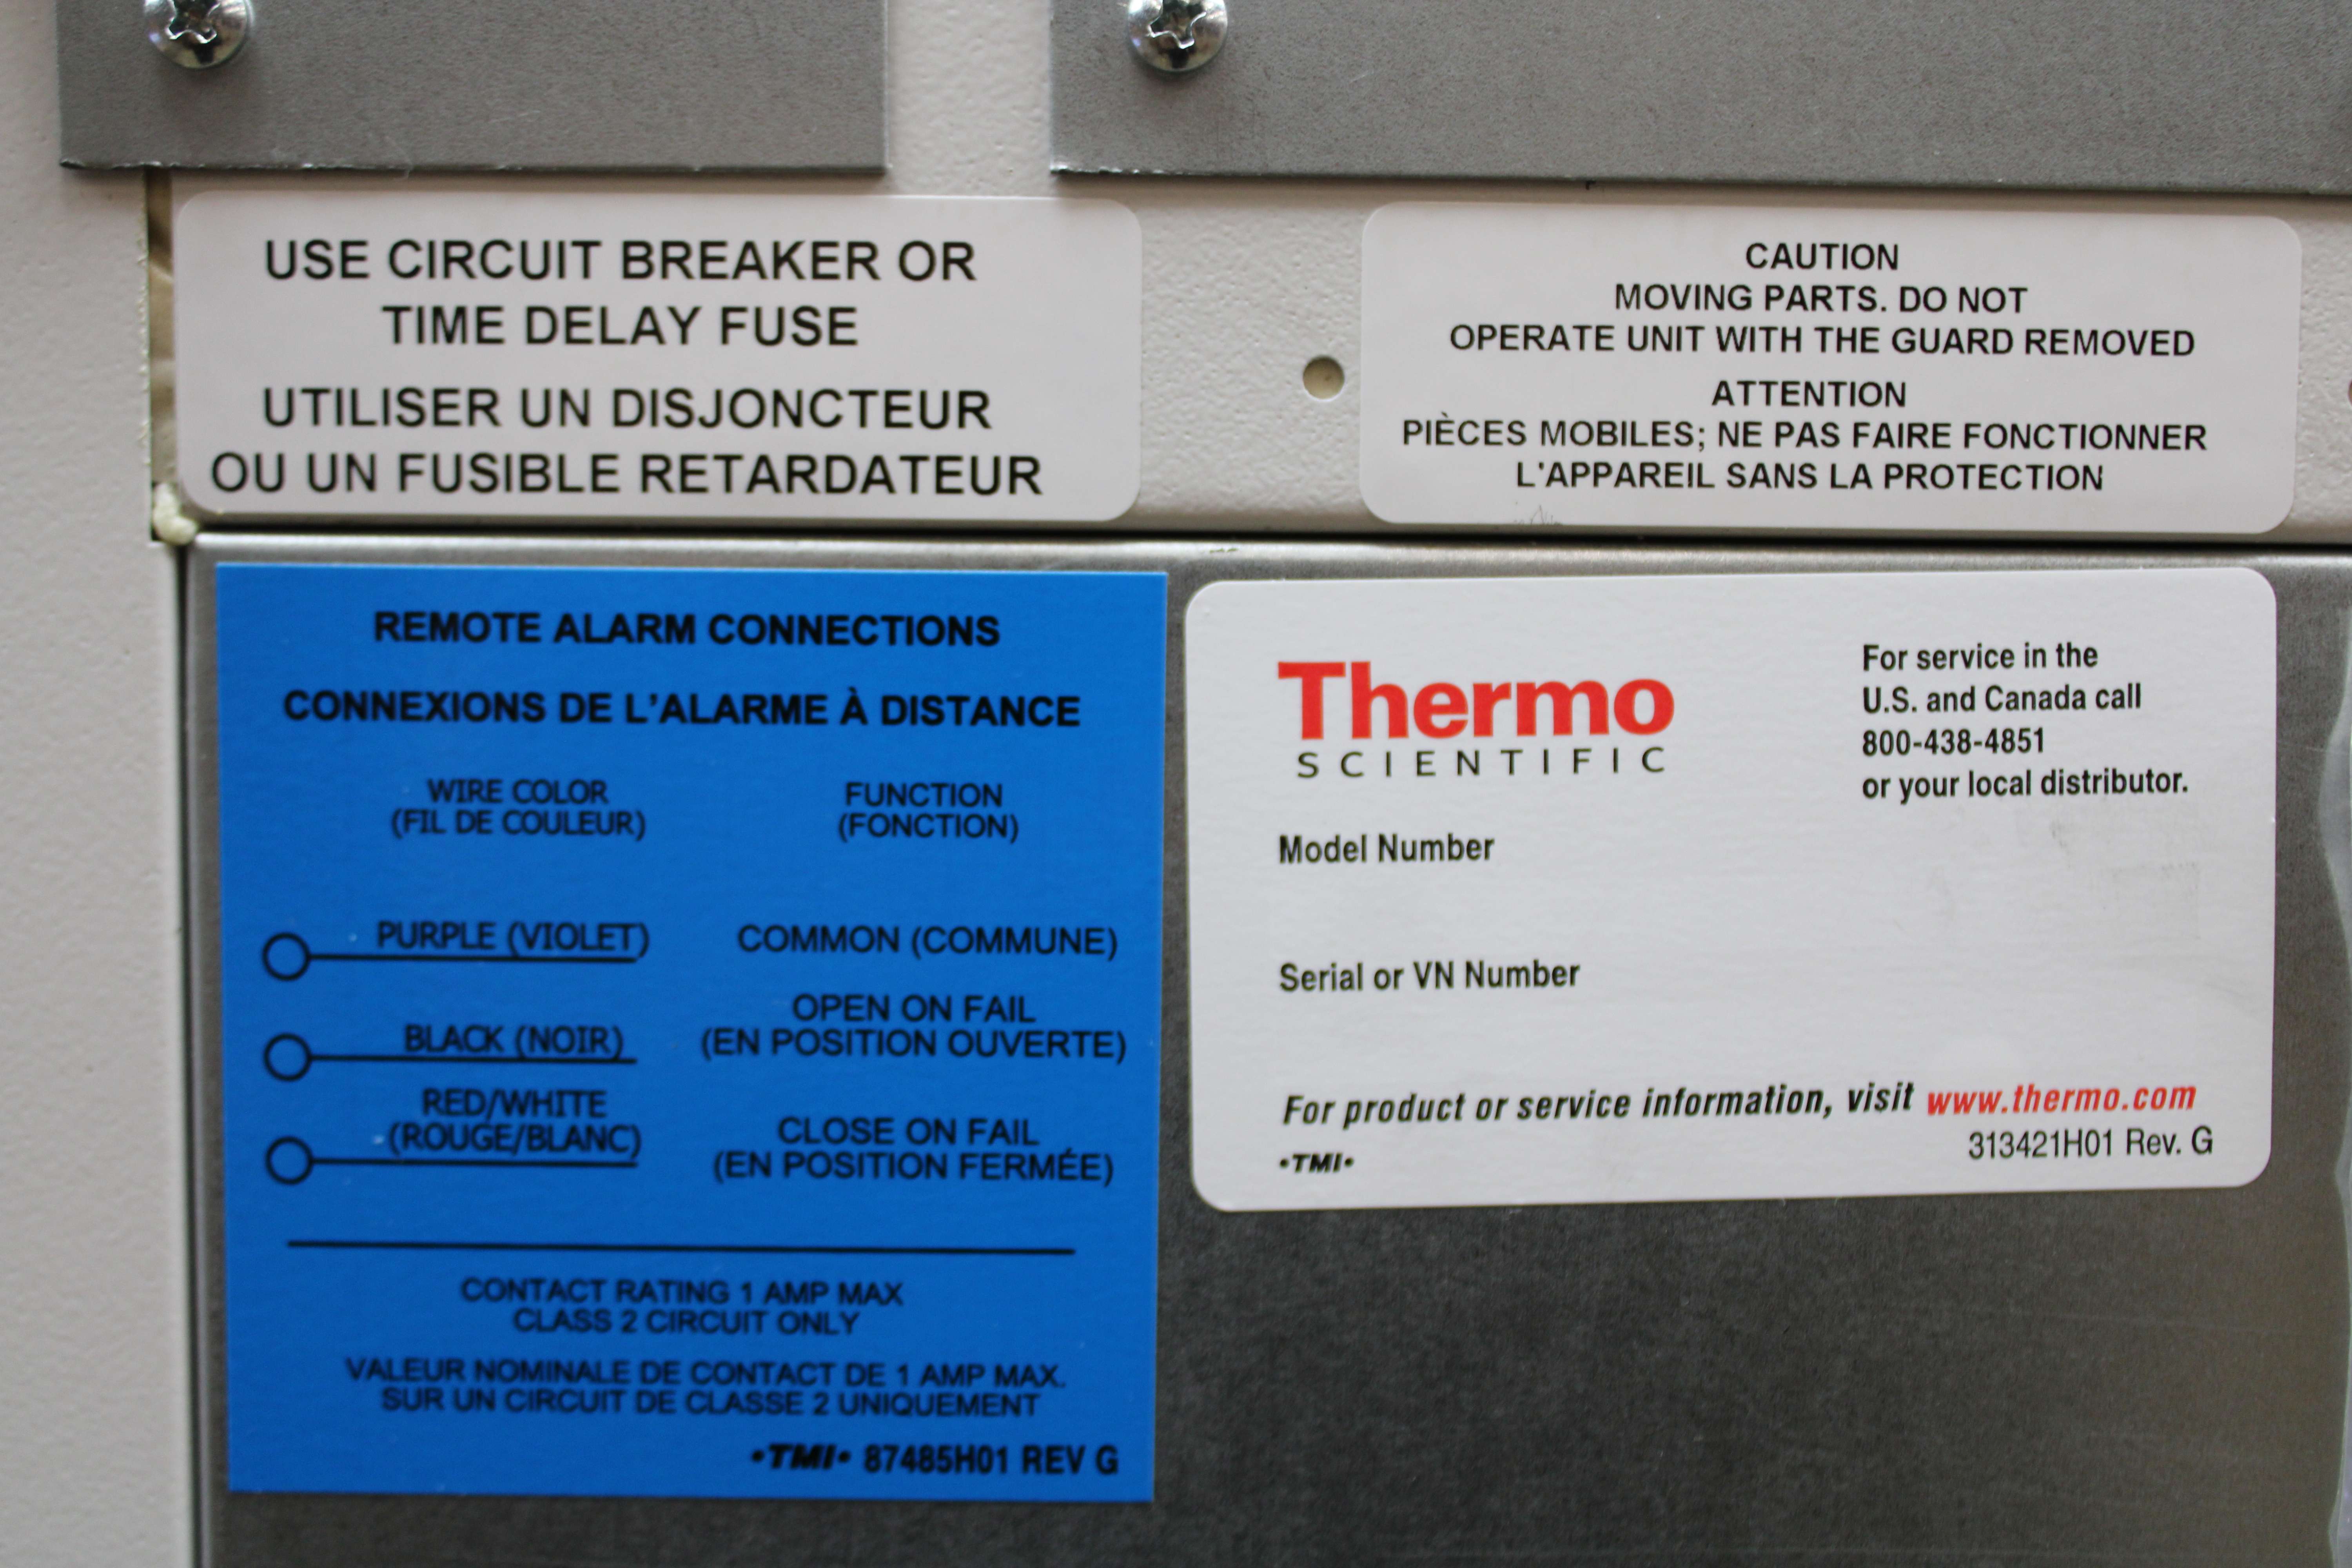 USE CIRCUIT BREAKER OR
TIME DELAY FUSE
UTILISER UN DISJONCTEUR
OU UN FUSIBLE RETARDATEUR
CAUTION
MOVING PARTS. DO NOT
OPERATE UNIT WITH THE GUARD REMOVED
ATTENTION
PIÈCES MOBILES; NE PAS FAIRE FONCTIONNER
L'APPAREIL SANS LA PROTECTION
REMOTE ALARM CONNECTIONS
CONNEXIONS DE L'ALARME À DISTANCE
WIRE COLOR
(FIL DE COULEUR)
FUNCTION
(FONCTION)
PURPLE (VIOLET)
COMMON (COMMUNE)
BLACK (NOIR)
OPEN ON FAIL
(EN POSITION OUVERTE)
RED/WHITE
(ROUGE/BLANC)
CLOSE ON FAIL
(EN POSITION FERMÉE)
CONTACT RATING 1 AMP MAX
CLASS 2 CIRCUIT ONLY
VALEUR NOMINALE DE CONTACT DE 1 AMP MAX.
SUR UN CIRCUIT DE CLASSE 2 UNIQUEMENT
•TMI• 87485H01 REV G
Thermo
SCIENTIFIC
For service in the
U.S. and Canada call
800-438-4851
or your local distributor.
Model Number
Serial or VN Number
For product or service information, visit www.thermo.com
•TMI•
313421H01 Rev. G